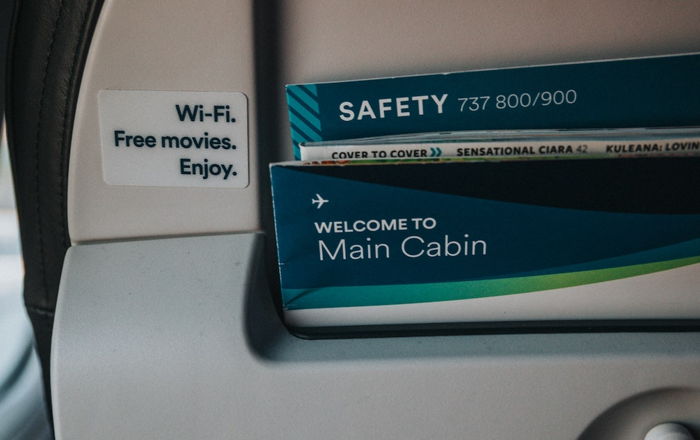 Wi-Fi.
Free movies.
Enjoy.
SAFETY 737 800/900
COVER TO COVER SENSATIONAL CIARA 42 KULEANA: LOVIN
WELCOME TO
Main Cabin